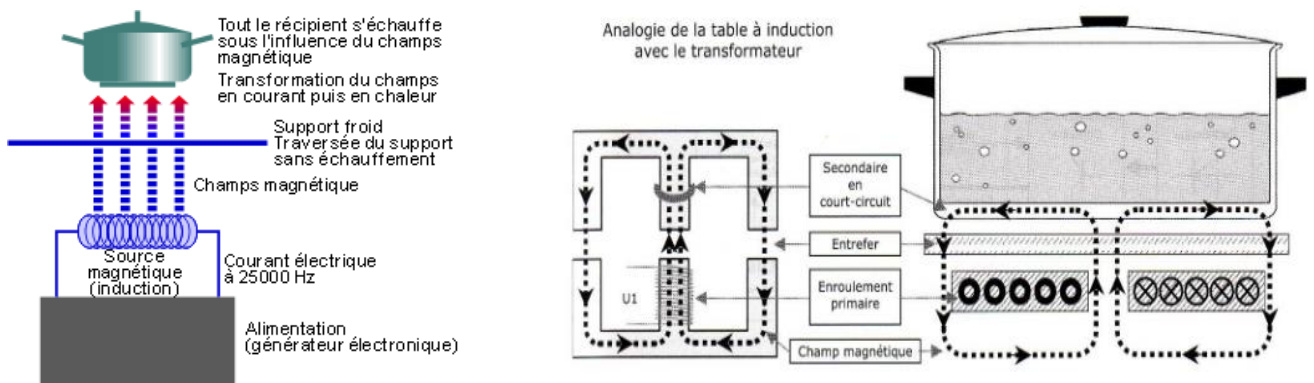 Tout le récipient s'échauffe
sous l'influence du champs
magnétique
Transformation du champs
en courant puis en chaleur
Support froid
Traversée du support
sans échauffement
Champs magnétique
Source
magnétique
(induction)
Courant électrique
à 25000 Hz
Alimentation
(générateur électronique)
Analogie de la table à induction
avec le transformateur
Secondaire
en
court-circuit
Entrefer
U1
Enroulement
primaire
Champ magnétique